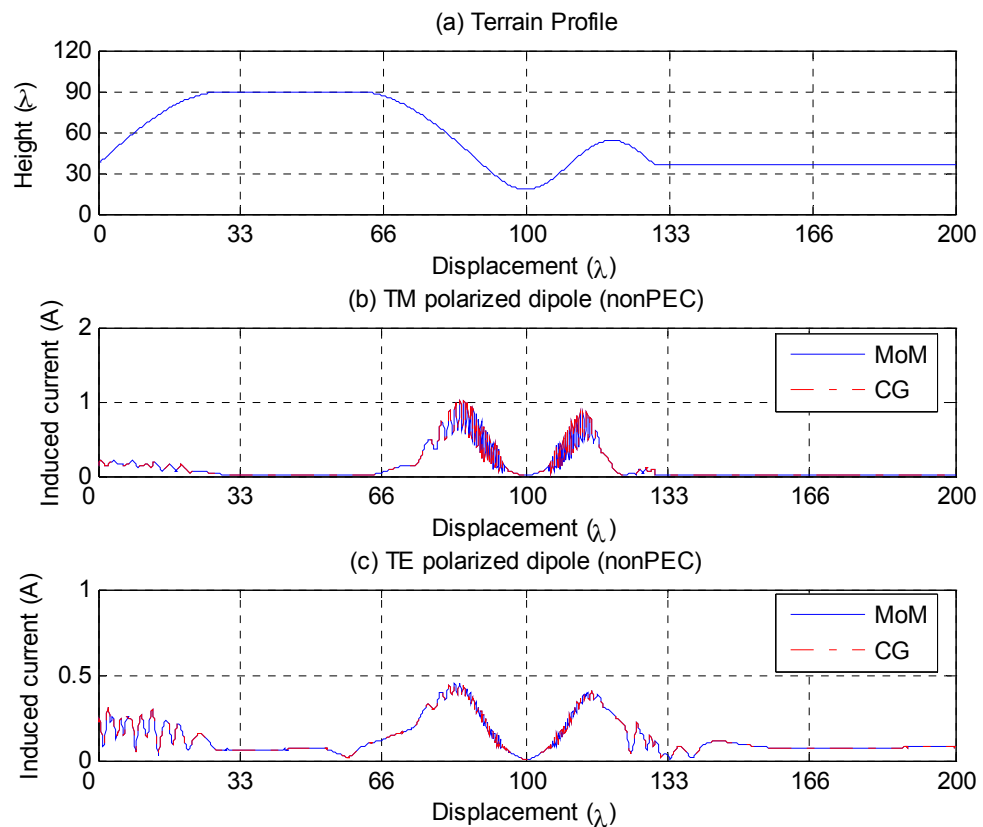 (a) Terrain Profile
Height (λ)
120
90
60
30
0
0 33 66 100 133 166 200
Displacement (λ)
(b) TM polarized dipole (nonPEC)
Induced current (A)
2
1
0
MoM
CG
0 33 66 100 133 166 200
Displacement (λ)
(c) TE polarized dipole (nonPEC)
Induced current (A)
1
0.5
0
MoM
CG
0 33 66 100 133 166 200
Displacement (λ)